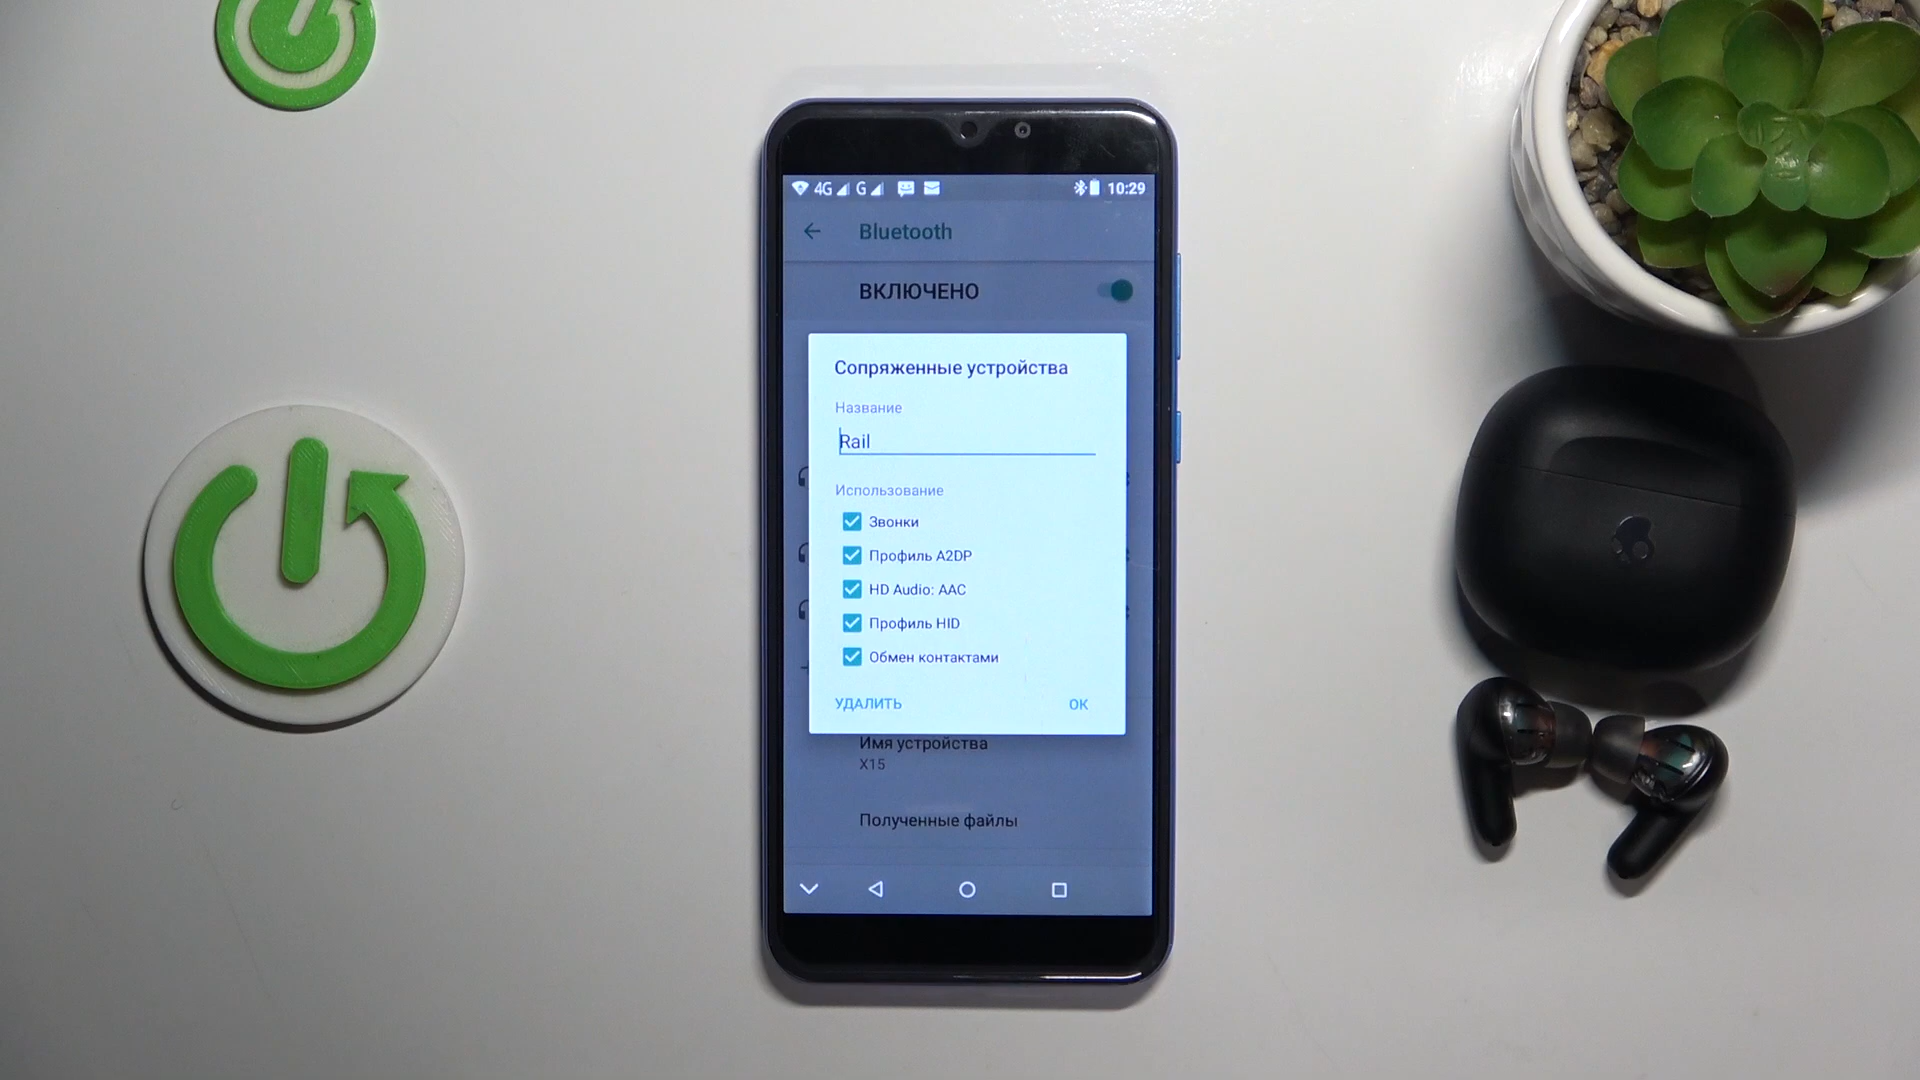 4G G 10:29
Bluetooth
ВКЛЮЧЕНО
Сопряженные устройства
Название
Rail
Использование
Звонки
Профиль A2DP
HD Audio: AAC
Профиль HID
Обмен контактами
УДАЛИТЬ ОК
Имя устройства
X15
Полученные файлы